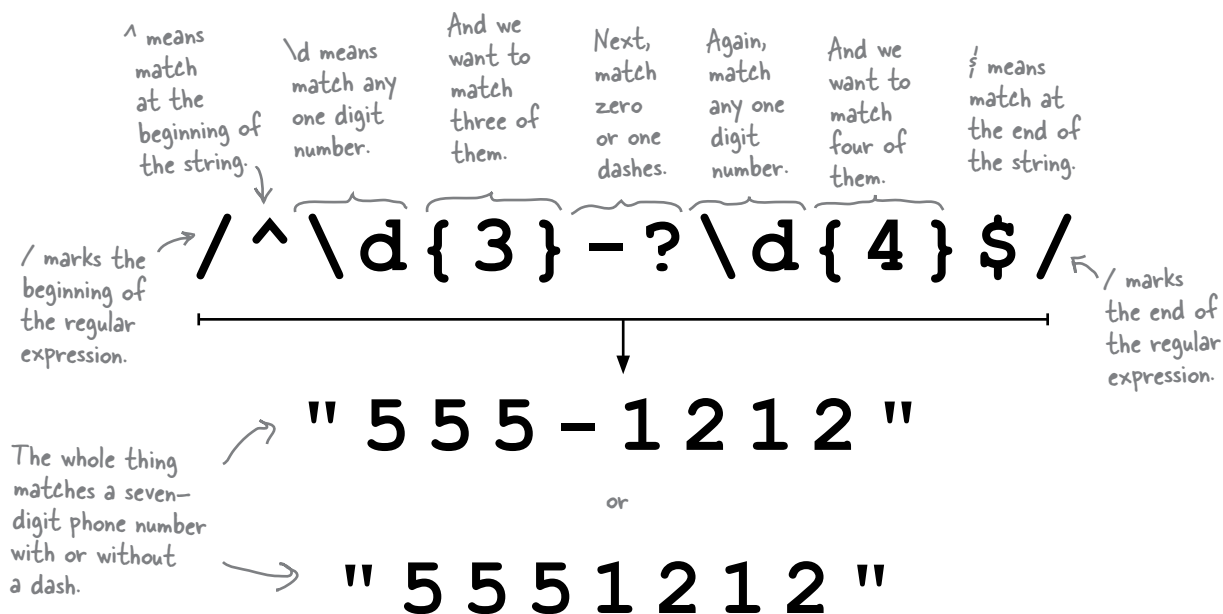 ^ means
match
at the
beginning of
the string.
\d means
match any
one digit
number.
And we
want to
match
three of
them.
Next,
match
zero
or one
dashes.
Again,
match
any one
digit
number.
And we
want to
match
four of
them.
$ means
match at
the end of
the string.
/^\d{3}-?\d{4}$/
/ marks the
beginning of
the regular
expression.
/ marks
the end of
the regular
expression.
"555-1212"
The whole thing
matches a seven-
digit phone number
with or without
a dash.
or
"5551212"